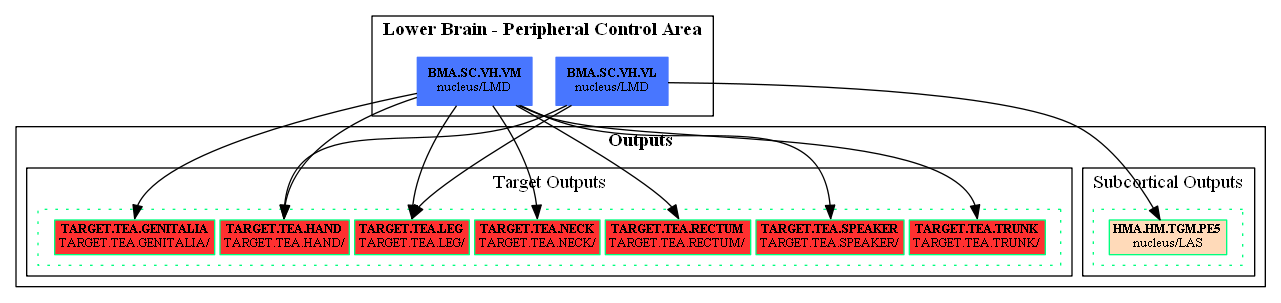 Lower Brain - Peripheral Control Area
BMA.SC.VH.VM
nucleus/LMD
BMA.SC.VH.VL
nucleus/LMD
Outputs
Target Outputs
TARGET.TEA.GENITALIA
TARGET.TEA.GENITALIA/
TARGET.TEA.HAND
TARGET.TEA.HAND/
TARGET.TEA.LEG
TARGET.TEA.LEG/
TARGET.TEA.NECK
TARGET.TEA.NECK/
TARGET.TEA.RECTUM
TARGET.TEA.RECTUM/
TARGET.TEA.SPEAKER
TARGET.TEA.SPEAKER/
TARGET.TEA.TRUNK
TARGET.TEA.TRUNK/
Subcortical Outputs
HMA.HM.TGM.PE5
nucleus/LAS